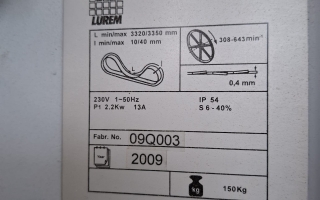 LUREM
L min/max 3320/3350 mm
l min/max 10/40 mm
L
l
308-643min⁻¹
0,4 mm
230V 1~50Hz
P1 2.2Kw 13A
IP 54
S 6 - 40%
Fabr. No. 09Q003
2009
kg
150Kg